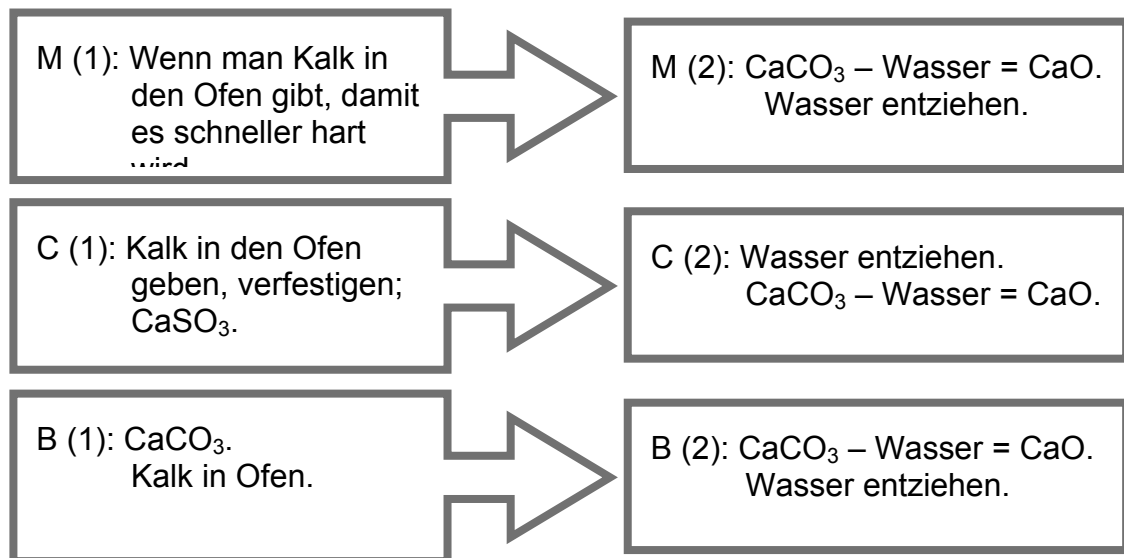 M (1): Wenn man Kalk in
den Ofen gibt, damit
es schneller hart
wird
M (2): CaCO₃ – Wasser = CaO.
Wasser entziehen.
C (1): Kalk in den Ofen
geben, verfestigen;
CaSO₃.
C (2): Wasser entziehen.
CaCO₃ – Wasser = CaO.
B (1): CaCO₃.
Kalk in Ofen.
B (2): CaCO₃ – Wasser = CaO.
Wasser entziehen.